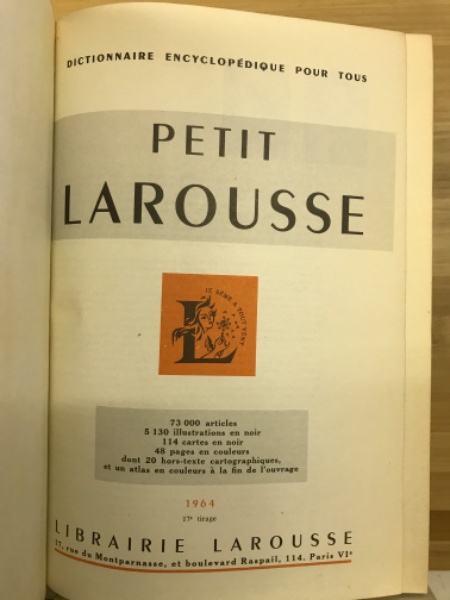 DICTIONNAIRE ENCYCLOPÉDIQUE POUR TOUS
PETIT
LAROUSSE
JE SÈME À TOUT VENT
L
73 000 articles
5 130 illustrations en noir
114 cartes en noir
48 pages en couleurs
dont 20 hors-texte cartographiques,
et un atlas en couleurs à la fin de l'ouvrage
1964
17e tirage
LIBRAIRIE LAROUSSE
17, rue du Montparnasse, et boulevard Raspail, 114. Paris VIe